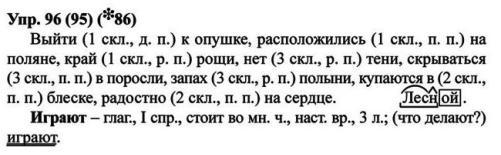 Упр. 96 (95) (*86)
Выйти (1 скл., д. п.) к опушке, расположились (1 скл., п. п.) на
поляне, край (1 скл., р. п.) рощи, нет (3 скл., р. п.) тени, скрываться
(3 скл., п. п.) в поросли, запах (3 скл., р. п.) полыни, купаются в (2 скл.,
п. п.) блеске, радостно (2 скл., п. п.) на сердце. Лесной.
Играют – глаг., I спр., стоит во мн. ч., наст. вр., 3 л.; (что делают?)
играют.